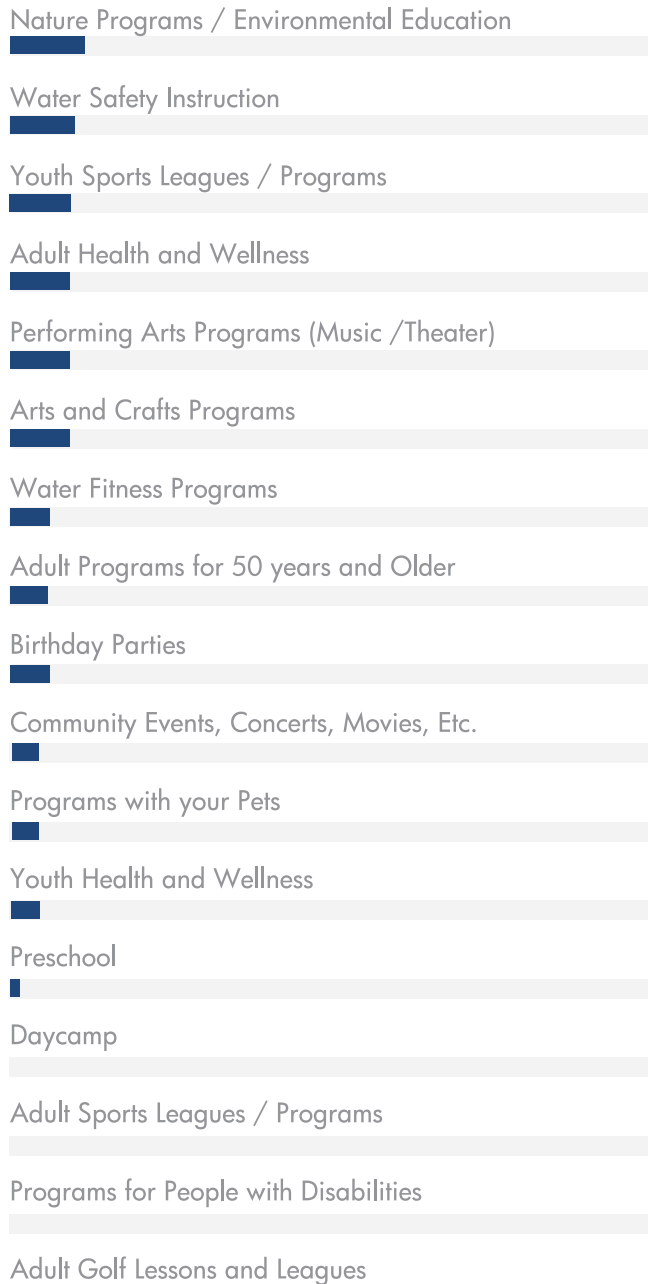 Nature Programs / Environmental Education
Water Safety Instruction
Youth Sports Leagues / Programs
Adult Health and Wellness
Performing Arts Programs (Music /Theater)
Arts and Crafts Programs
Water Fitness Programs
Adult Programs for 50 years and Older
Birthday Parties
Community Events, Concerts, Movies, Etc.
Programs with your Pets
Youth Health and Wellness
Preschool
Daycamp
Adult Sports Leagues / Programs
Programs for People with Disabilities
Adult Golf Lessons and Leagues